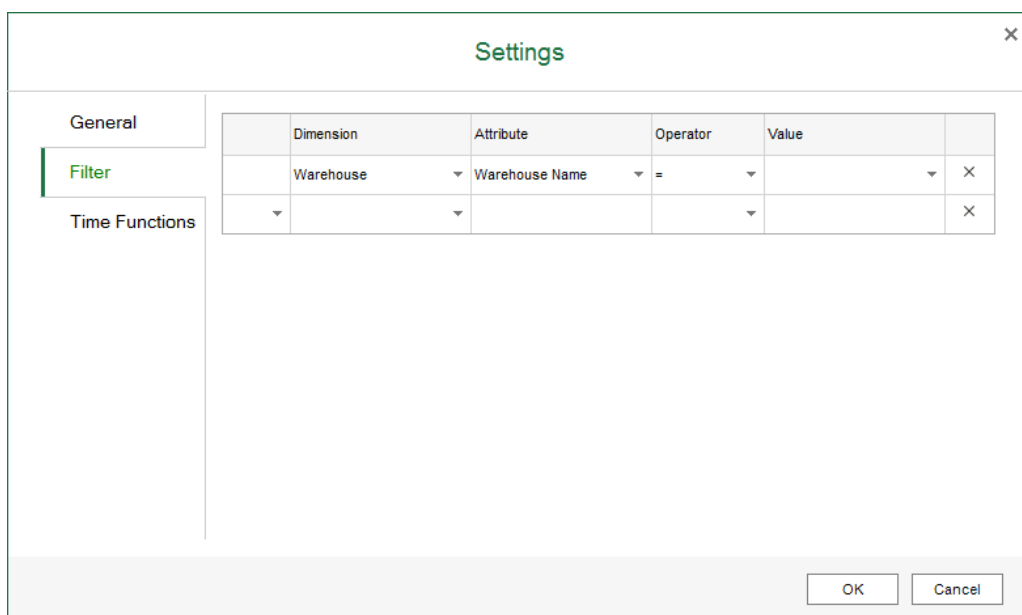 Settings
General
Filter
Time Functions
Dimension Attribute Operator Value
Warehouse Warehouse Name =
OK Cancel